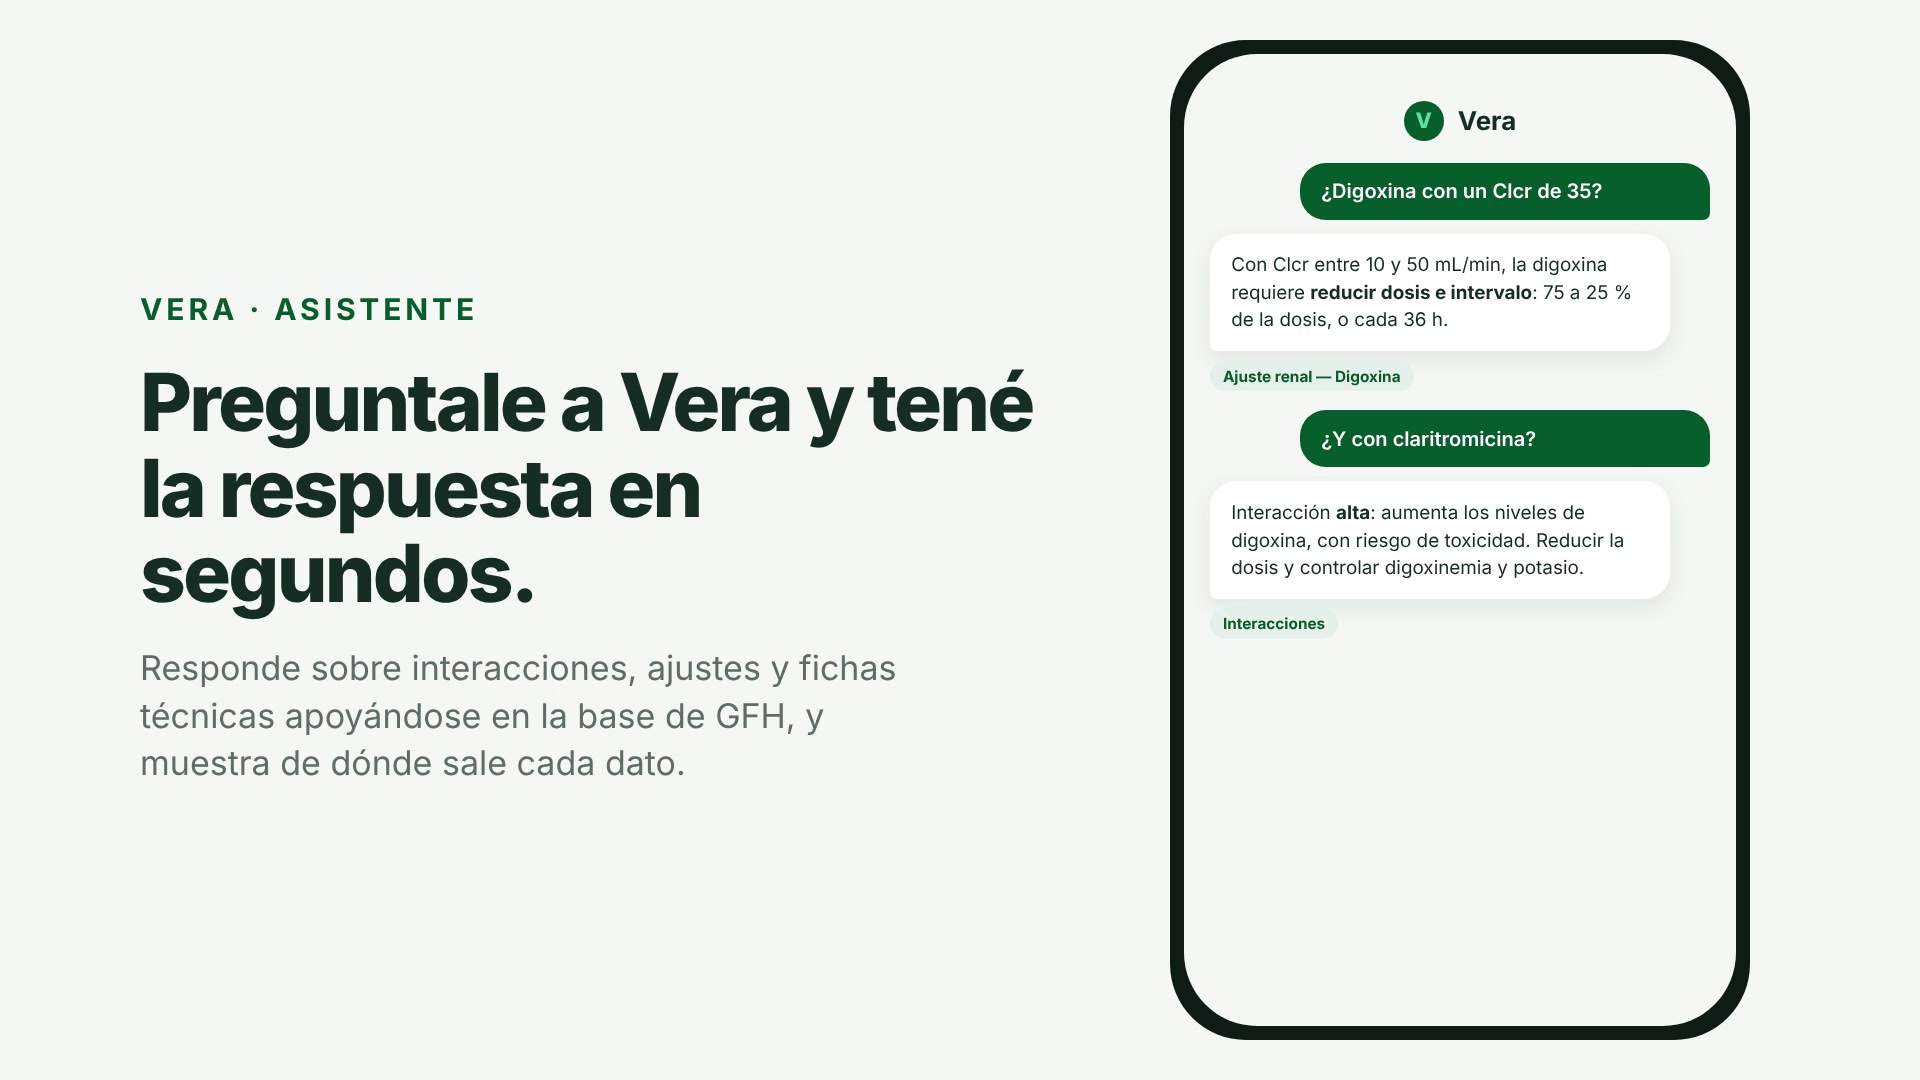 VERA · ASISTENTE
Preguntale a Vera y tené
la respuesta en
segundos.
Responde sobre interacciones, ajustes y fichas
técnicas apoyándose en la base de GFH, y
muestra de dónde sale cada dato.
V Vera
¿Digoxina con un Clcr de 35?
Con Clcr entre 10 y 50 mL/min, la digoxina
requiere reducir dosis e intervalo: 75 a 25 %
de la dosis, o cada 36 h.
Ajuste renal — Digoxina
¿Y con claritromicina?
Interacción alta: aumenta los niveles de
digoxina, con riesgo de toxicidad. Reducir la
dosis y controlar digoxinemia y potasio.
Interacciones